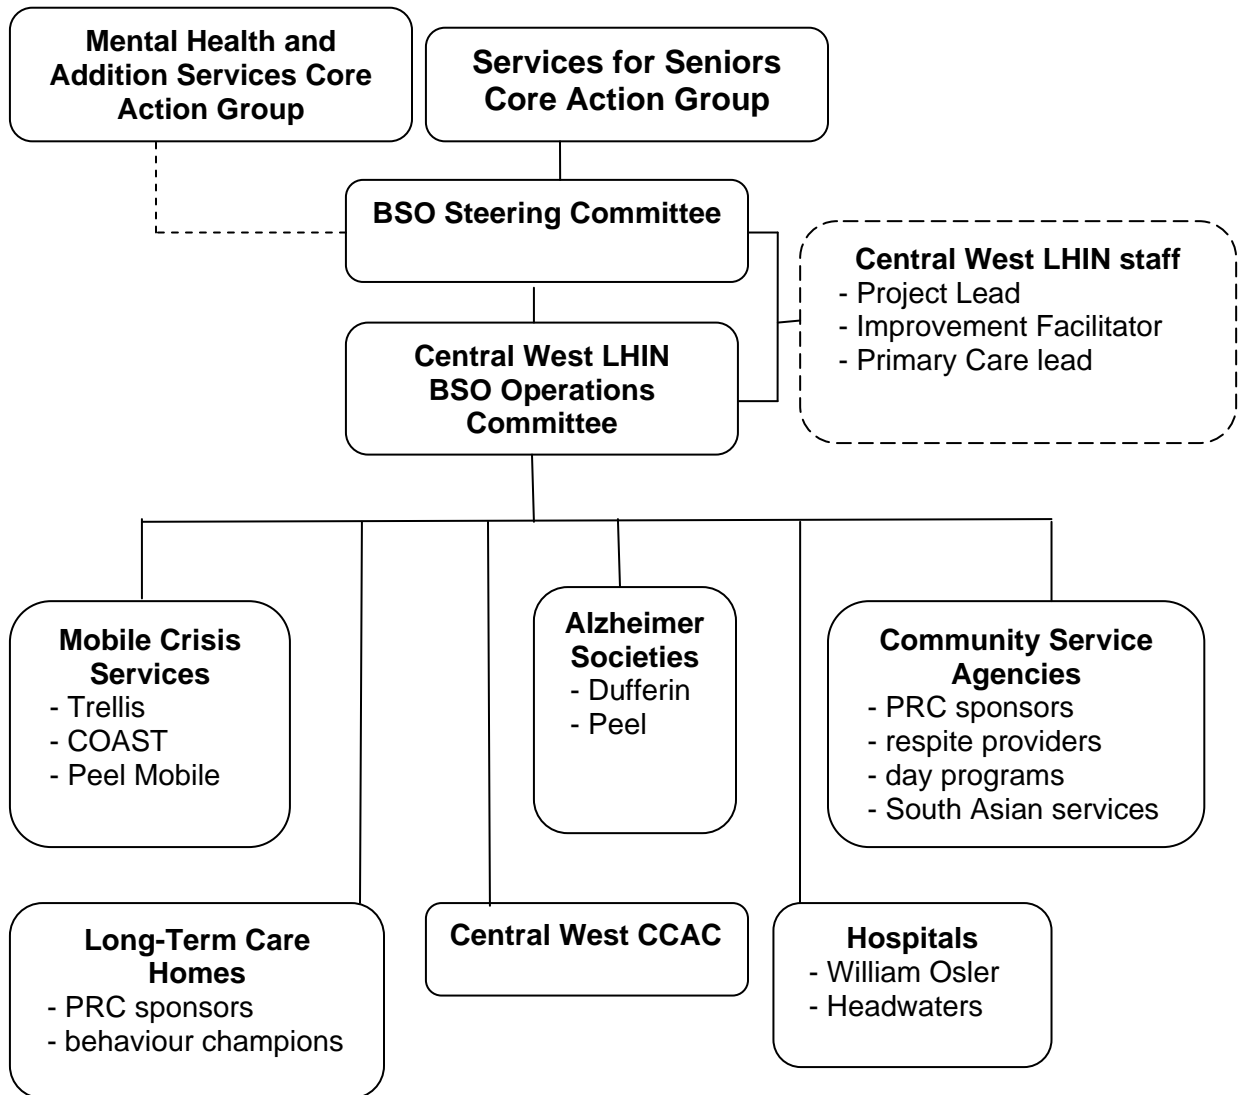 Mental Health and
Addition Services Core
Action Group
Services for Seniors
Core Action Group
BSO Steering Committee
Central West LHIN staff
- Project Lead
- Improvement Facilitator
- Primary Care lead
Central West LHIN
BSO Operations
Committee
Mobile Crisis
Services
- Trellis
- COAST
- Peel Mobile
Alzheimer
Societies
- Dufferin
- Peel
Community Service
Agencies
- PRC sponsors
- respite providers
- day programs
- South Asian services
Long-Term Care
Homes
- PRC sponsors
- behaviour champions
Central West CCAC
Hospitals
- William Osler
- Headwaters